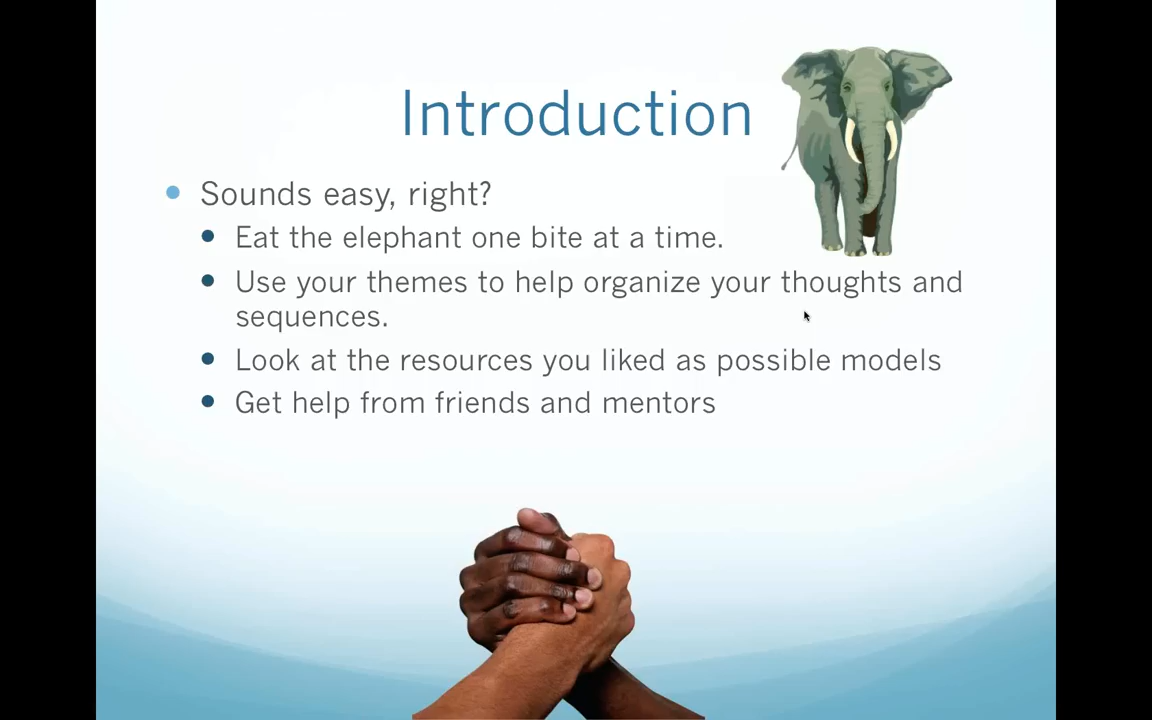 Introduction
Sounds easy, right?
Eat the elephant one bite at a time.
Use your themes to help organize your thoughts and
sequences.
Look at the resources you liked as possible models
Get help from friends and mentors